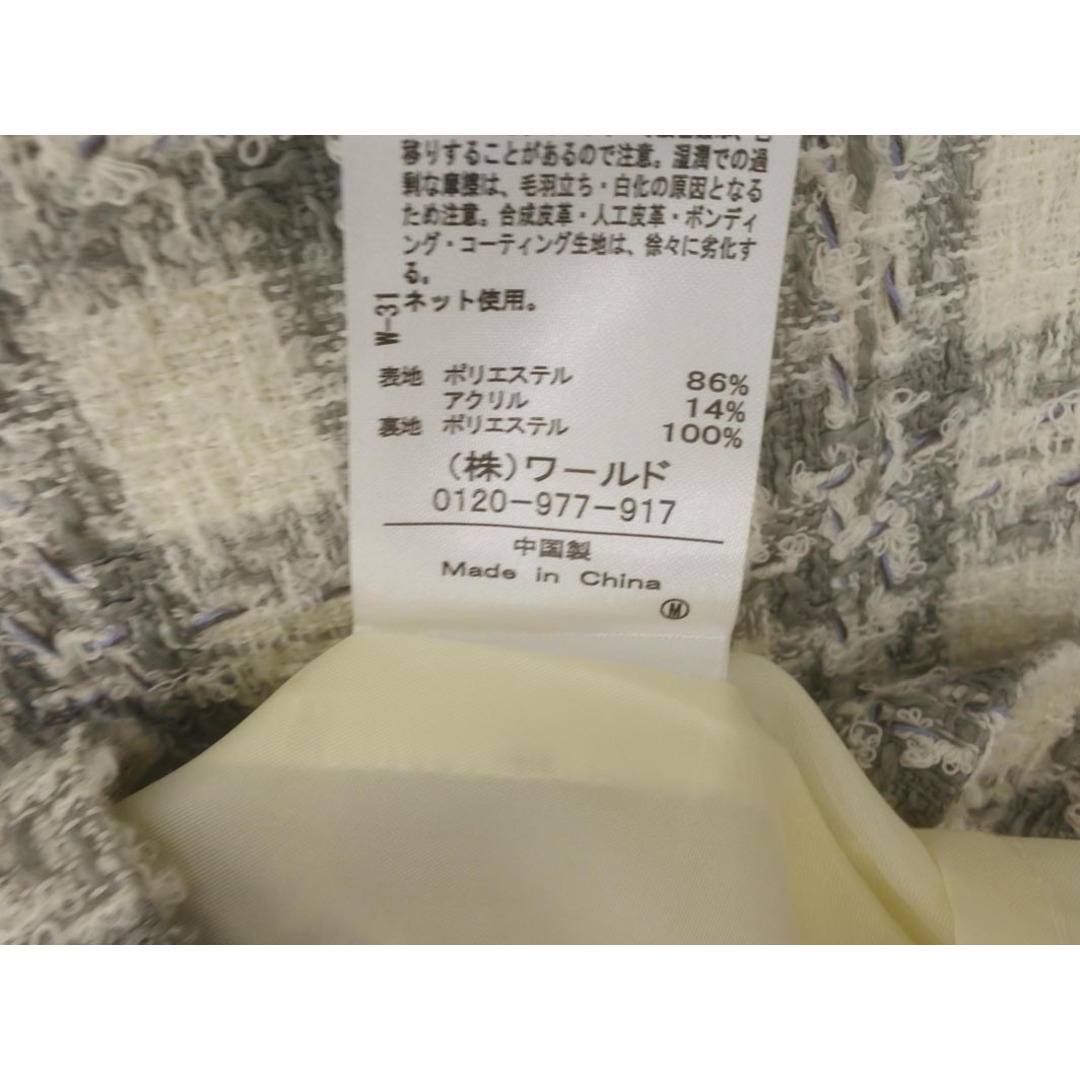 移りすることがあるので注意。湿潤での過
剰な摩擦は、毛羽立ち・白化の原因となる
ため注意。合成皮革・人工皮革・ボンディ
ング・コーティング生地は、徐々に劣化す
る。
ネット使用。
W-31
表地 ポリエステル 86%
アクリル 14%
裏地 ポリエステル 100%
(株)ワールド
0120-977-917
中国製
Made in China
M